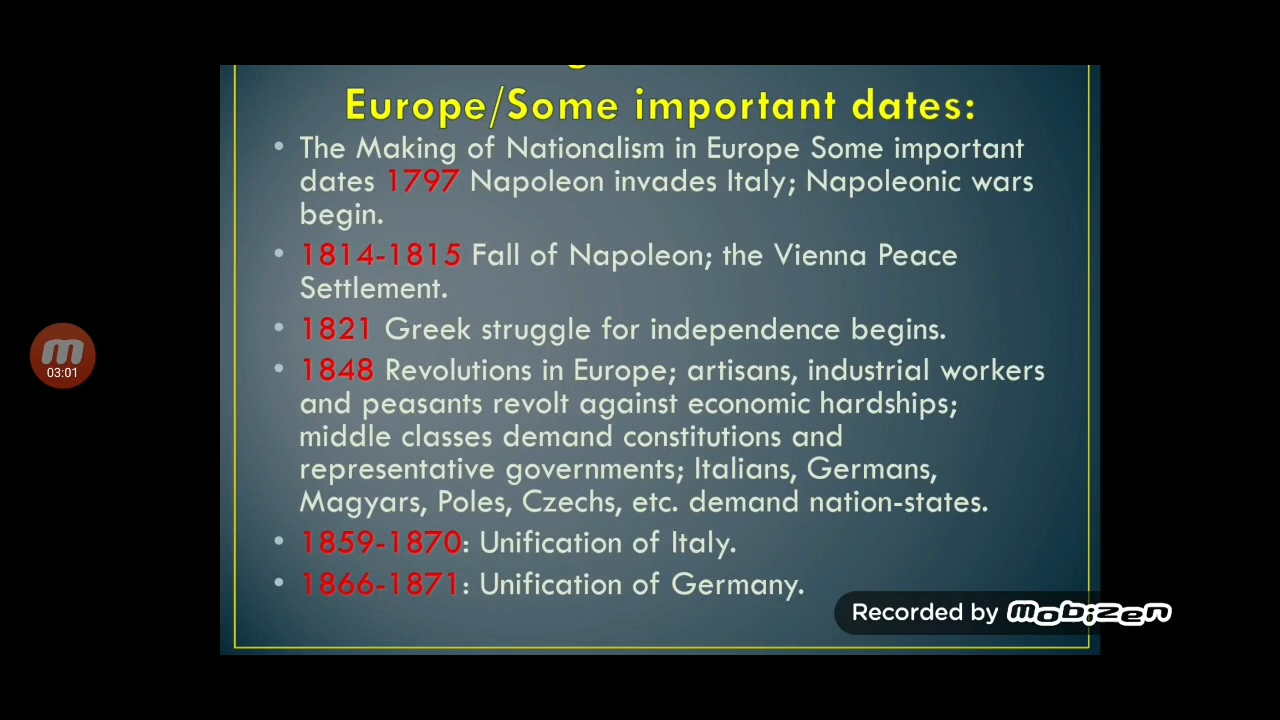 Europe/Some important dates:
• The Making of Nationalism in Europe Some important
dates 1797 Napoleon invades Italy; Napoleonic wars
begin.
• 1814-1815 Fall of Napoleon; the Vienna Peace
Settlement.
• 1821 Greek struggle for independence begins.
• 1848 Revolutions in Europe; artisans, industrial workers
and peasants revolt against economic hardships;
middle classes demand constitutions and
representative governments; Italians, Germans,
Magyars, Poles, Czechs, etc. demand nation-states.
• 1859-1870: Unification of Italy.
• 1866-1871: Unification of Germany.
m
03:01
Recorded by mobizen